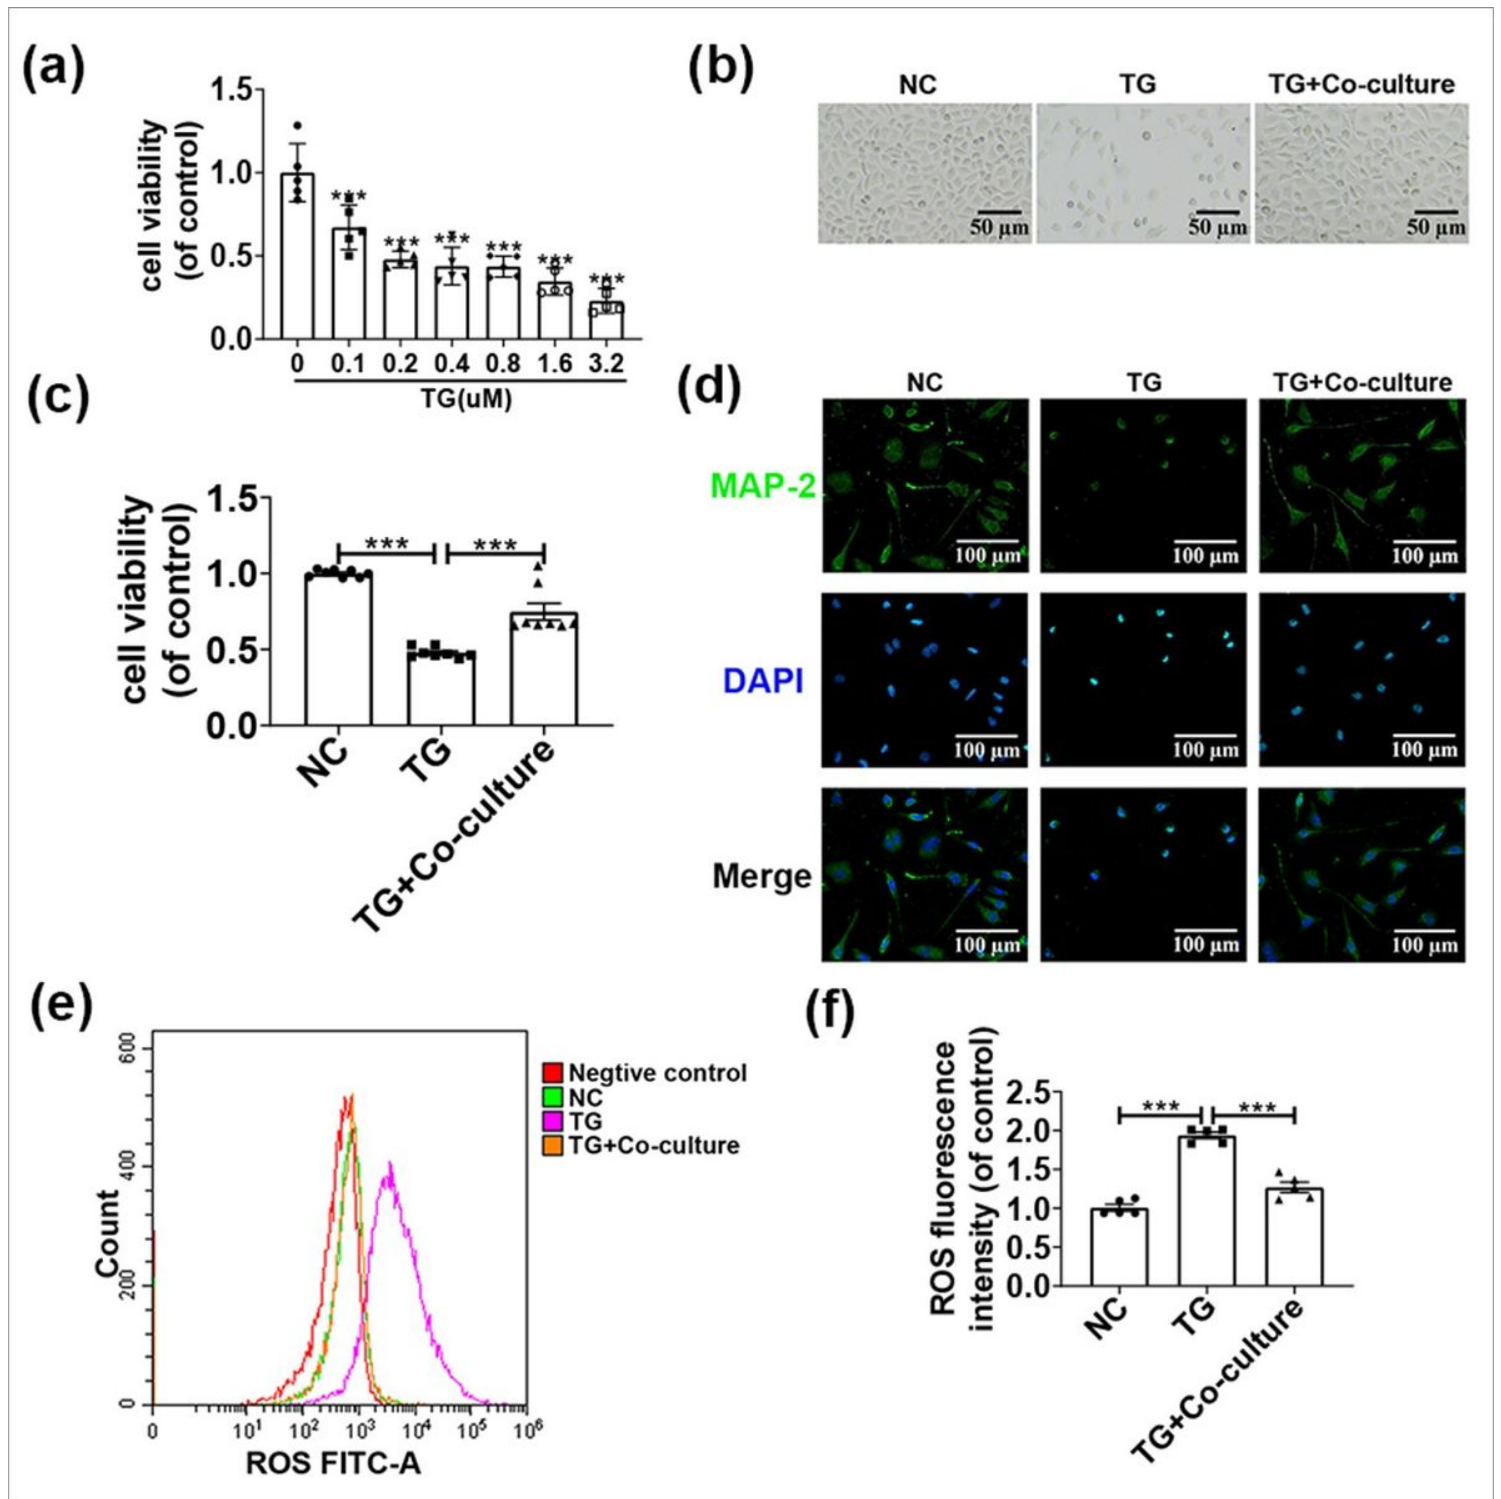 (a)
cell viability
(of control)
1.5
1.0
0.5
0.0
***
***
***
***
***
***
0 0.1 0.2 0.4 0.8 1.6 3.2
TG(uM)
(b)
NC TG TG+Co-culture
50 μm 50 μm 50 μm
(c)
cell viability
(of control)
1.5
1.0
0.5
0.0
*** ***
NC TG TG+Co-culture
(d)
NC TG TG+Co-culture
MAP-2
100 μm 100 μm 100 μm
DAPI
100 μm 100 μm 100 μm
Merge
100 μm 100 μm 100 μm
(e)
Count
600
400
200
0
0 10¹ 10² 10³ 10⁴ 10⁵ 10⁶
ROS FITC-A
Negtive control
NC
TG
TG+Co-culture
(f)
ROS fluorescence
intensity (of control)
2.5
2.0
1.5
1.0
0.5
0.0
*** ***
NC TG TG+Co-culture